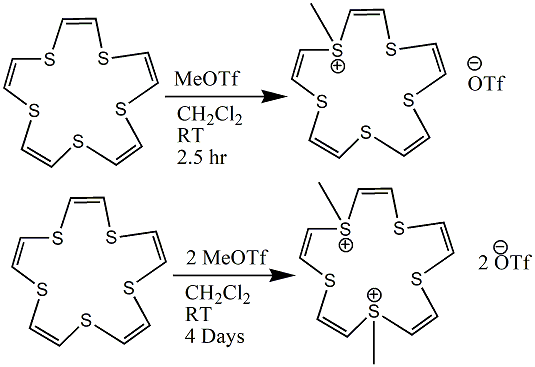 S S S S S
MeOTf
CH₂Cl₂
RT
2.5 hr
S ⊕ S S S S
⊖
OTf
S S S S S
2 MeOTf
CH₂Cl₂
RT
4 Days
S ⊕ S S S ⊕ S
⊖
2 OTf